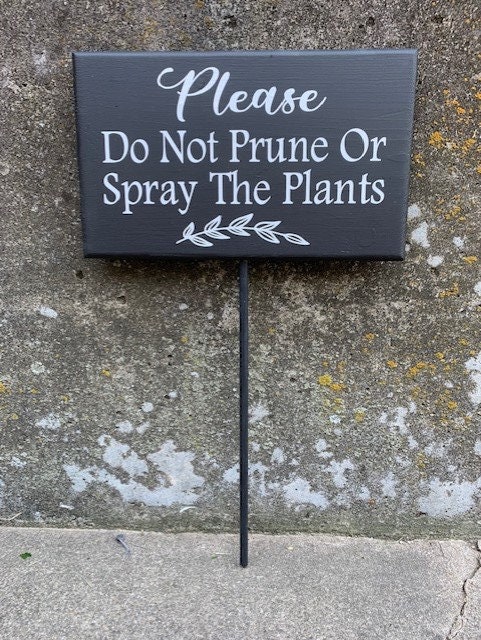 Please
Do Not Prune Or
Spray The Plants